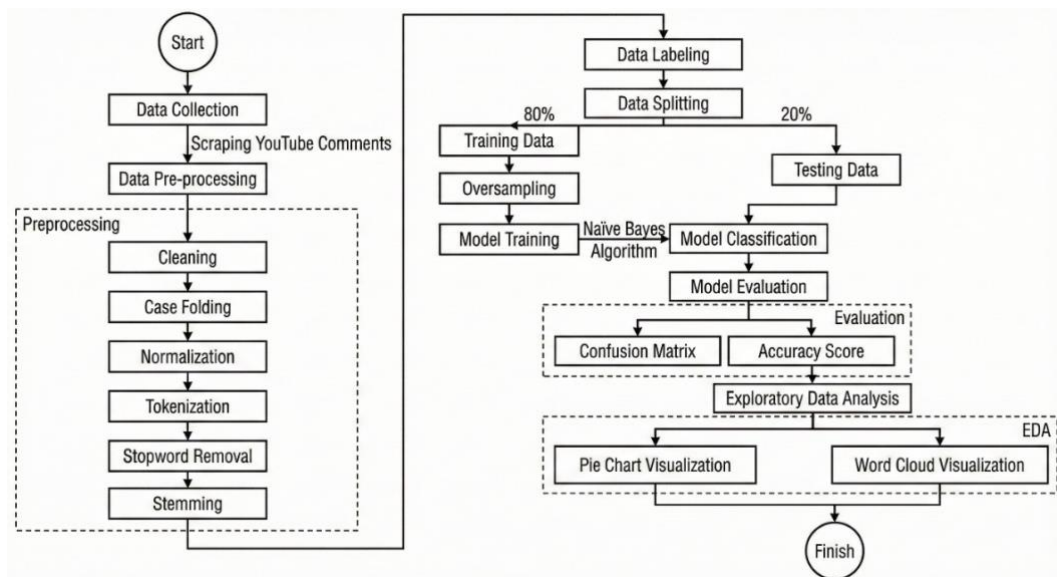 Start
Data Collection
Scraping YouTube Comments
Data Pre-processing
Preprocessing
Cleaning
Case Folding
Normalization
Tokenization
Stopword Removal
Stemming
Data Labeling
Data Splitting
80%
20%
Training Data
Testing Data
Oversampling
Model Training
Naïve Bayes
Algorithm
Model Classification
Model Evaluation
Evaluation
Confusion Matrix
Accuracy Score
Exploratory Data Analysis
EDA
Pie Chart Visualization
Word Cloud Visualization
Finish